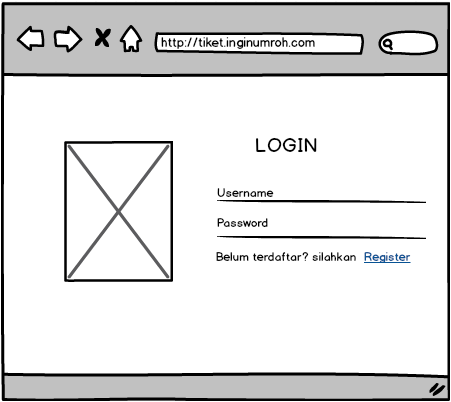 http://tiket.inginumroh.com
LOGIN
Username
Password
Belum terdaftar? silahkan Register